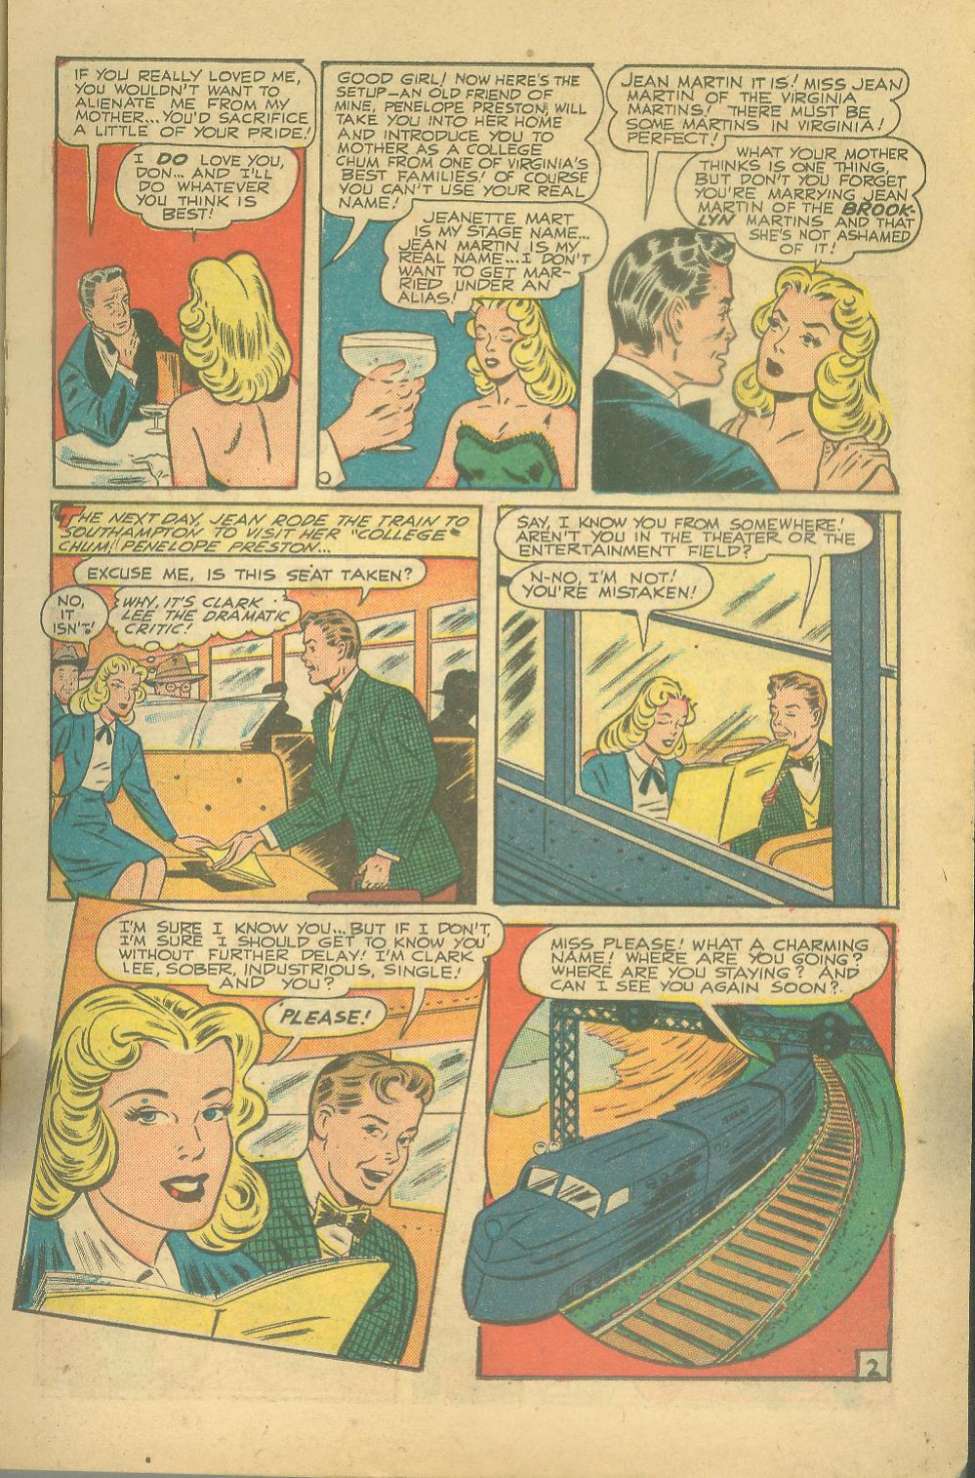 IF YOU REALLY LOVED ME,
YOU WOULDN'T WANT TO
ALIENATE ME FROM MY
MOTHER... YOU'D SACRIFICE
A LITTLE OF YOUR PRIDE!
I DO LOVE YOU,
DON... AND I'LL
DO WHATEVER
YOU THINK IS
BEST!
GOOD GIRL! NOW HERE'S THE
SETUP—AN OLD FRIEND OF
MINE, PENELOPE PRESTON, WILL
TAKE YOU INTO HER HOME
AND INTRODUCE YOU TO
MOTHER AS A COLLEGE
CHUM FROM ONE OF VIRGINIA'S
BEST FAMILIES! OF COURSE
YOU CAN'T USE YOUR REAL
NAME!
JEANETTE MART
IS MY STAGE NAME...
JEAN MARTIN IS MY
REAL NAME... I DON'T
WANT TO GET MAR-
RIED UNDER AN
ALIAS!
JEAN MARTIN IT IS! MISS JEAN
MARTIN OF THE VIRGINIA
MARTINS! THERE MUST BE
SOME MARTINS IN VIRGINIA!
PERFECT!
WHAT YOUR MOTHER
THINKS IS ONE THING,
BUT DON'T YOU FORGET
YOU'RE MARRYING JEAN
MARTIN OF THE BROOK-
LYN MARTINS AND THAT
SHE'S NOT ASHAMED
OF IT!
THE NEXT DAY, JEAN RODE THE TRAIN TO
SOUTHAMPTON TO VISIT HER "COLLEGE
CHUM," PENELOPE PRESTON...
EXCUSE ME, IS THIS SEAT TAKEN?
NO,
IT
ISN'T!
WHY, IT'S CLARK
LEE THE DRAMATIC
CRITIC!
SAY, I KNOW YOU FROM SOMEWHERE!
AREN'T YOU IN THE THEATER OR THE
ENTERTAINMENT FIELD?
N-NO, I'M NOT!
YOU'RE MISTAKEN!
I'M SURE I KNOW YOU... BUT IF I DON'T,
I'M SURE I SHOULD GET TO KNOW YOU
WITHOUT FURTHER DELAY! I'M CLARK
LEE, SOBER, INDUSTRIOUS, SINGLE!
AND YOU?
PLEASE!
MISS PLEASE! WHAT A CHARMING
NAME! WHERE ARE YOU GOING?
WHERE ARE YOU STAYING? AND
CAN I SEE YOU AGAIN SOON?
2